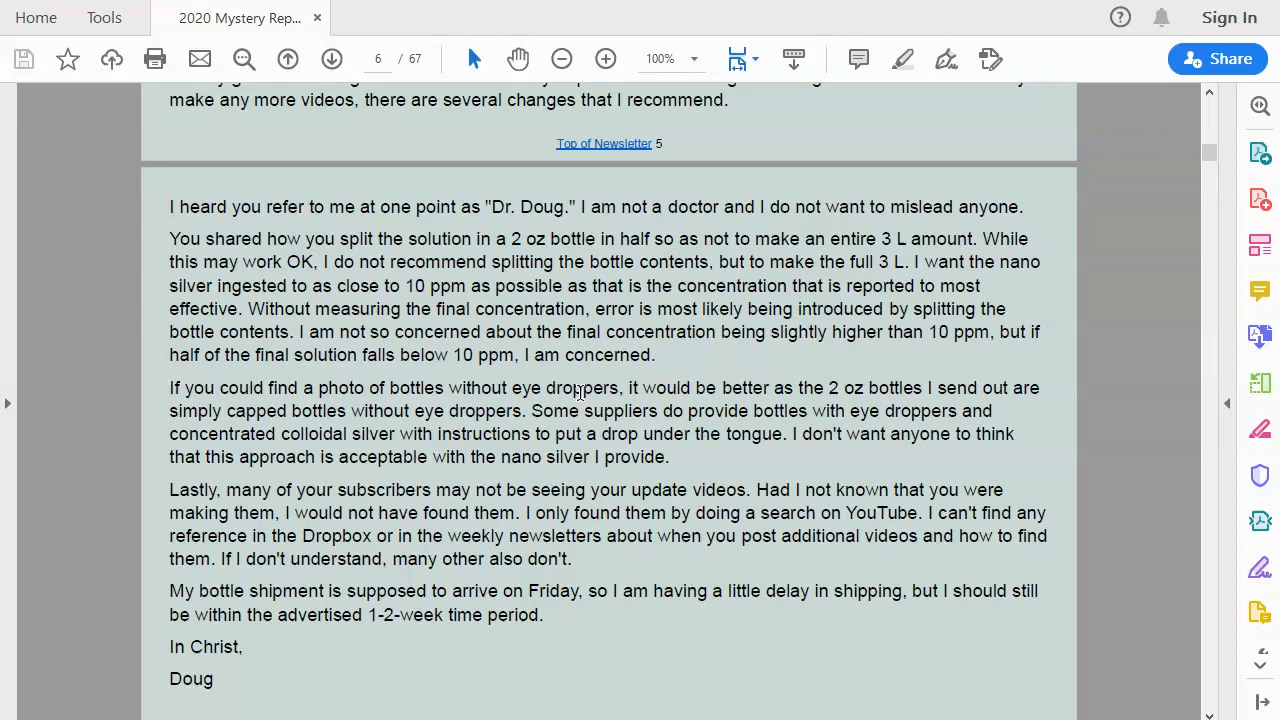 Home
Tools
2020 Mystery Rep... ×
Sign In
6 / 67
100%
Share
make any more videos, there are several changes that I recommend.
Top of Newsletter 5
I heard you refer to me at one point as "Dr. Doug." I am not a doctor and I do not want to mislead anyone.
You shared how you split the solution in a 2 oz bottle in half so as not to make an entire 3 L amount. While
this may work OK, I do not recommend splitting the bottle contents, but to make the full 3 L. I want the nano
silver ingested to as close to 10 ppm as possible as that is the concentration that is reported to most
effective. Without measuring the final concentration, error is most likely being introduced by splitting the
bottle contents. I am not so concerned about the final concentration being slightly higher than 10 ppm, but if
half of the final solution falls below 10 ppm, I am concerned.
If you could find a photo of bottles without eye droppers, it would be better as the 2 oz bottles I send out are
simply capped bottles without eye droppers. Some suppliers do provide bottles with eye droppers and
concentrated colloidal silver with instructions to put a drop under the tongue. I don't want anyone to think
that this approach is acceptable with the nano silver I provide.
Lastly, many of your subscribers may not be seeing your update videos. Had I not known that you were
making them, I would not have found them. I only found them by doing a search on YouTube. I can't find any
reference in the Dropbox or in the weekly newsletters about when you post additional videos and how to find
them. If I don't understand, many other also don't.
My bottle shipment is supposed to arrive on Friday, so I am having a little delay in shipping, but I should still
be within the advertised 1-2-week time period.
In Christ,
Doug